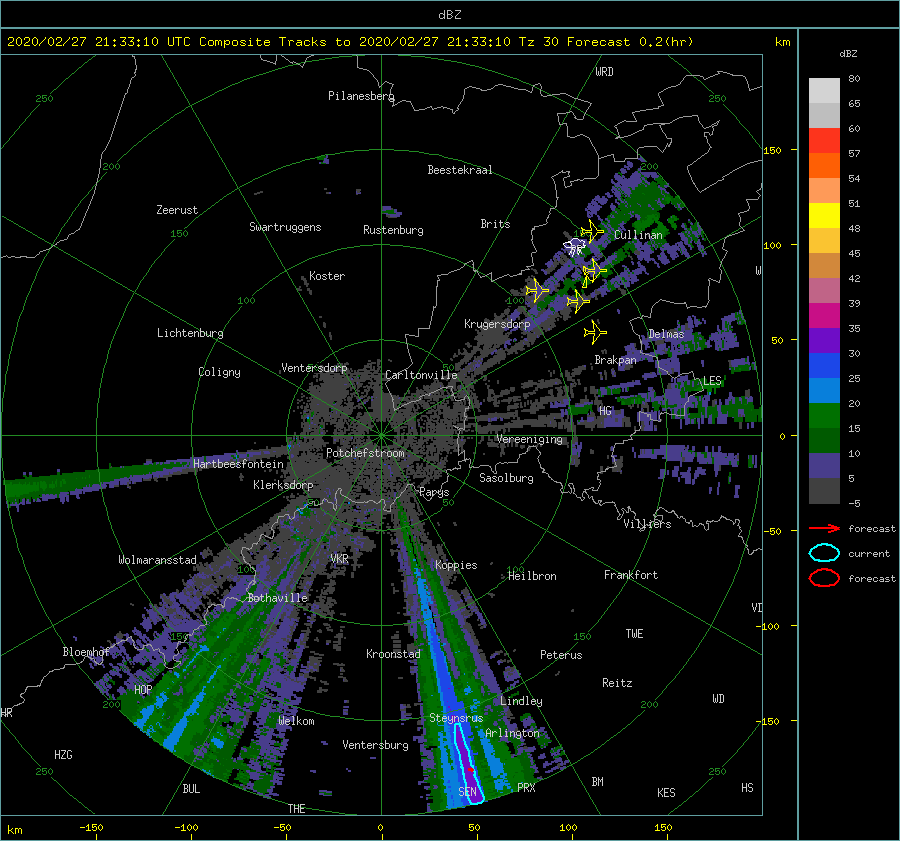 dBZ
2020/02/27 21:33:10 UTC Composite Tracks to 2020/02/27 21:33:10 Tz 30 Forecast 0.2(hr) km
dBZ
WRD
80
250 Pilanesberg 250
65
60
150
57
200 Beestekraal 200
54
Zeerust
51
Swartruggens Rustenburg Brits
150 Cullinan
48
100
45
Koster W
42
100 100
39
Lichtenburg Krugersdorp Delmas
35
50
30
Coligny Ventersdorp Carltonville 50 Brakpan LES
25
HG
20
15
Vereeniging 0
Hartbeesfontein Potchefstroom
10
Klerksdorp Parys Sasolburg
5
50 50
-5
Villiers
forecast
-50
current
Wolmaransstad VKR Koppies
100 100 Heilbron Frankfort
forecast
Bothaville VI
-100
150 150 TWE
Bloemhof Kroonstad Peterus
HOP Reitz
200 Lindley 200 WD
HR
Welkom Steynsrus -150
Arlington
HZG Ventersburg
250 250
BUL SEN PRX BM KES HS
THE
km -150 -100 -50 0 50 100 150